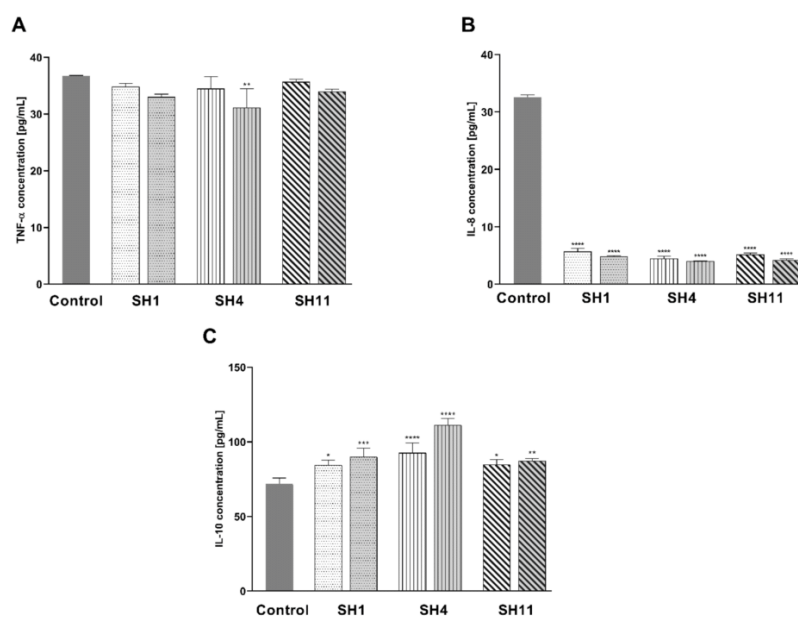 A
TNF-α concentration [pg/mL]
40
30
20
10
0
**
Control SH1 SH4 SH11
B
IL-8 concentration [pg/mL]
40
30
20
10
0
**** **** **** **** **** ****
Control SH1 SH4 SH11
C
IL-10 concentration [pg/mL]
150
100
50
0
* *** **** **** * **
Control SH1 SH4 SH11